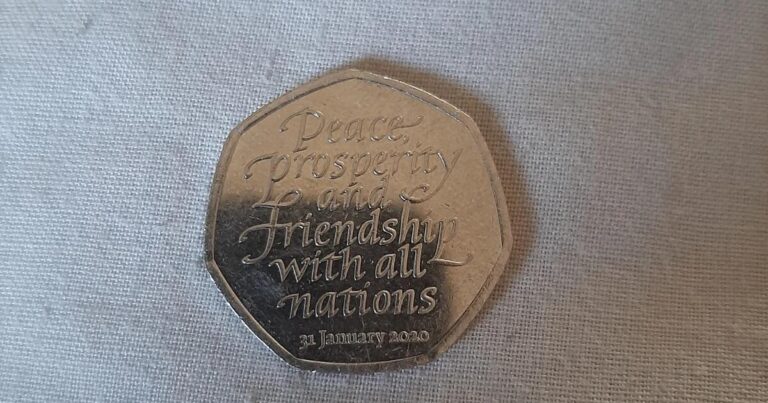 Peace,
prosperity
and
friendship
with all
nations
31 January 2020